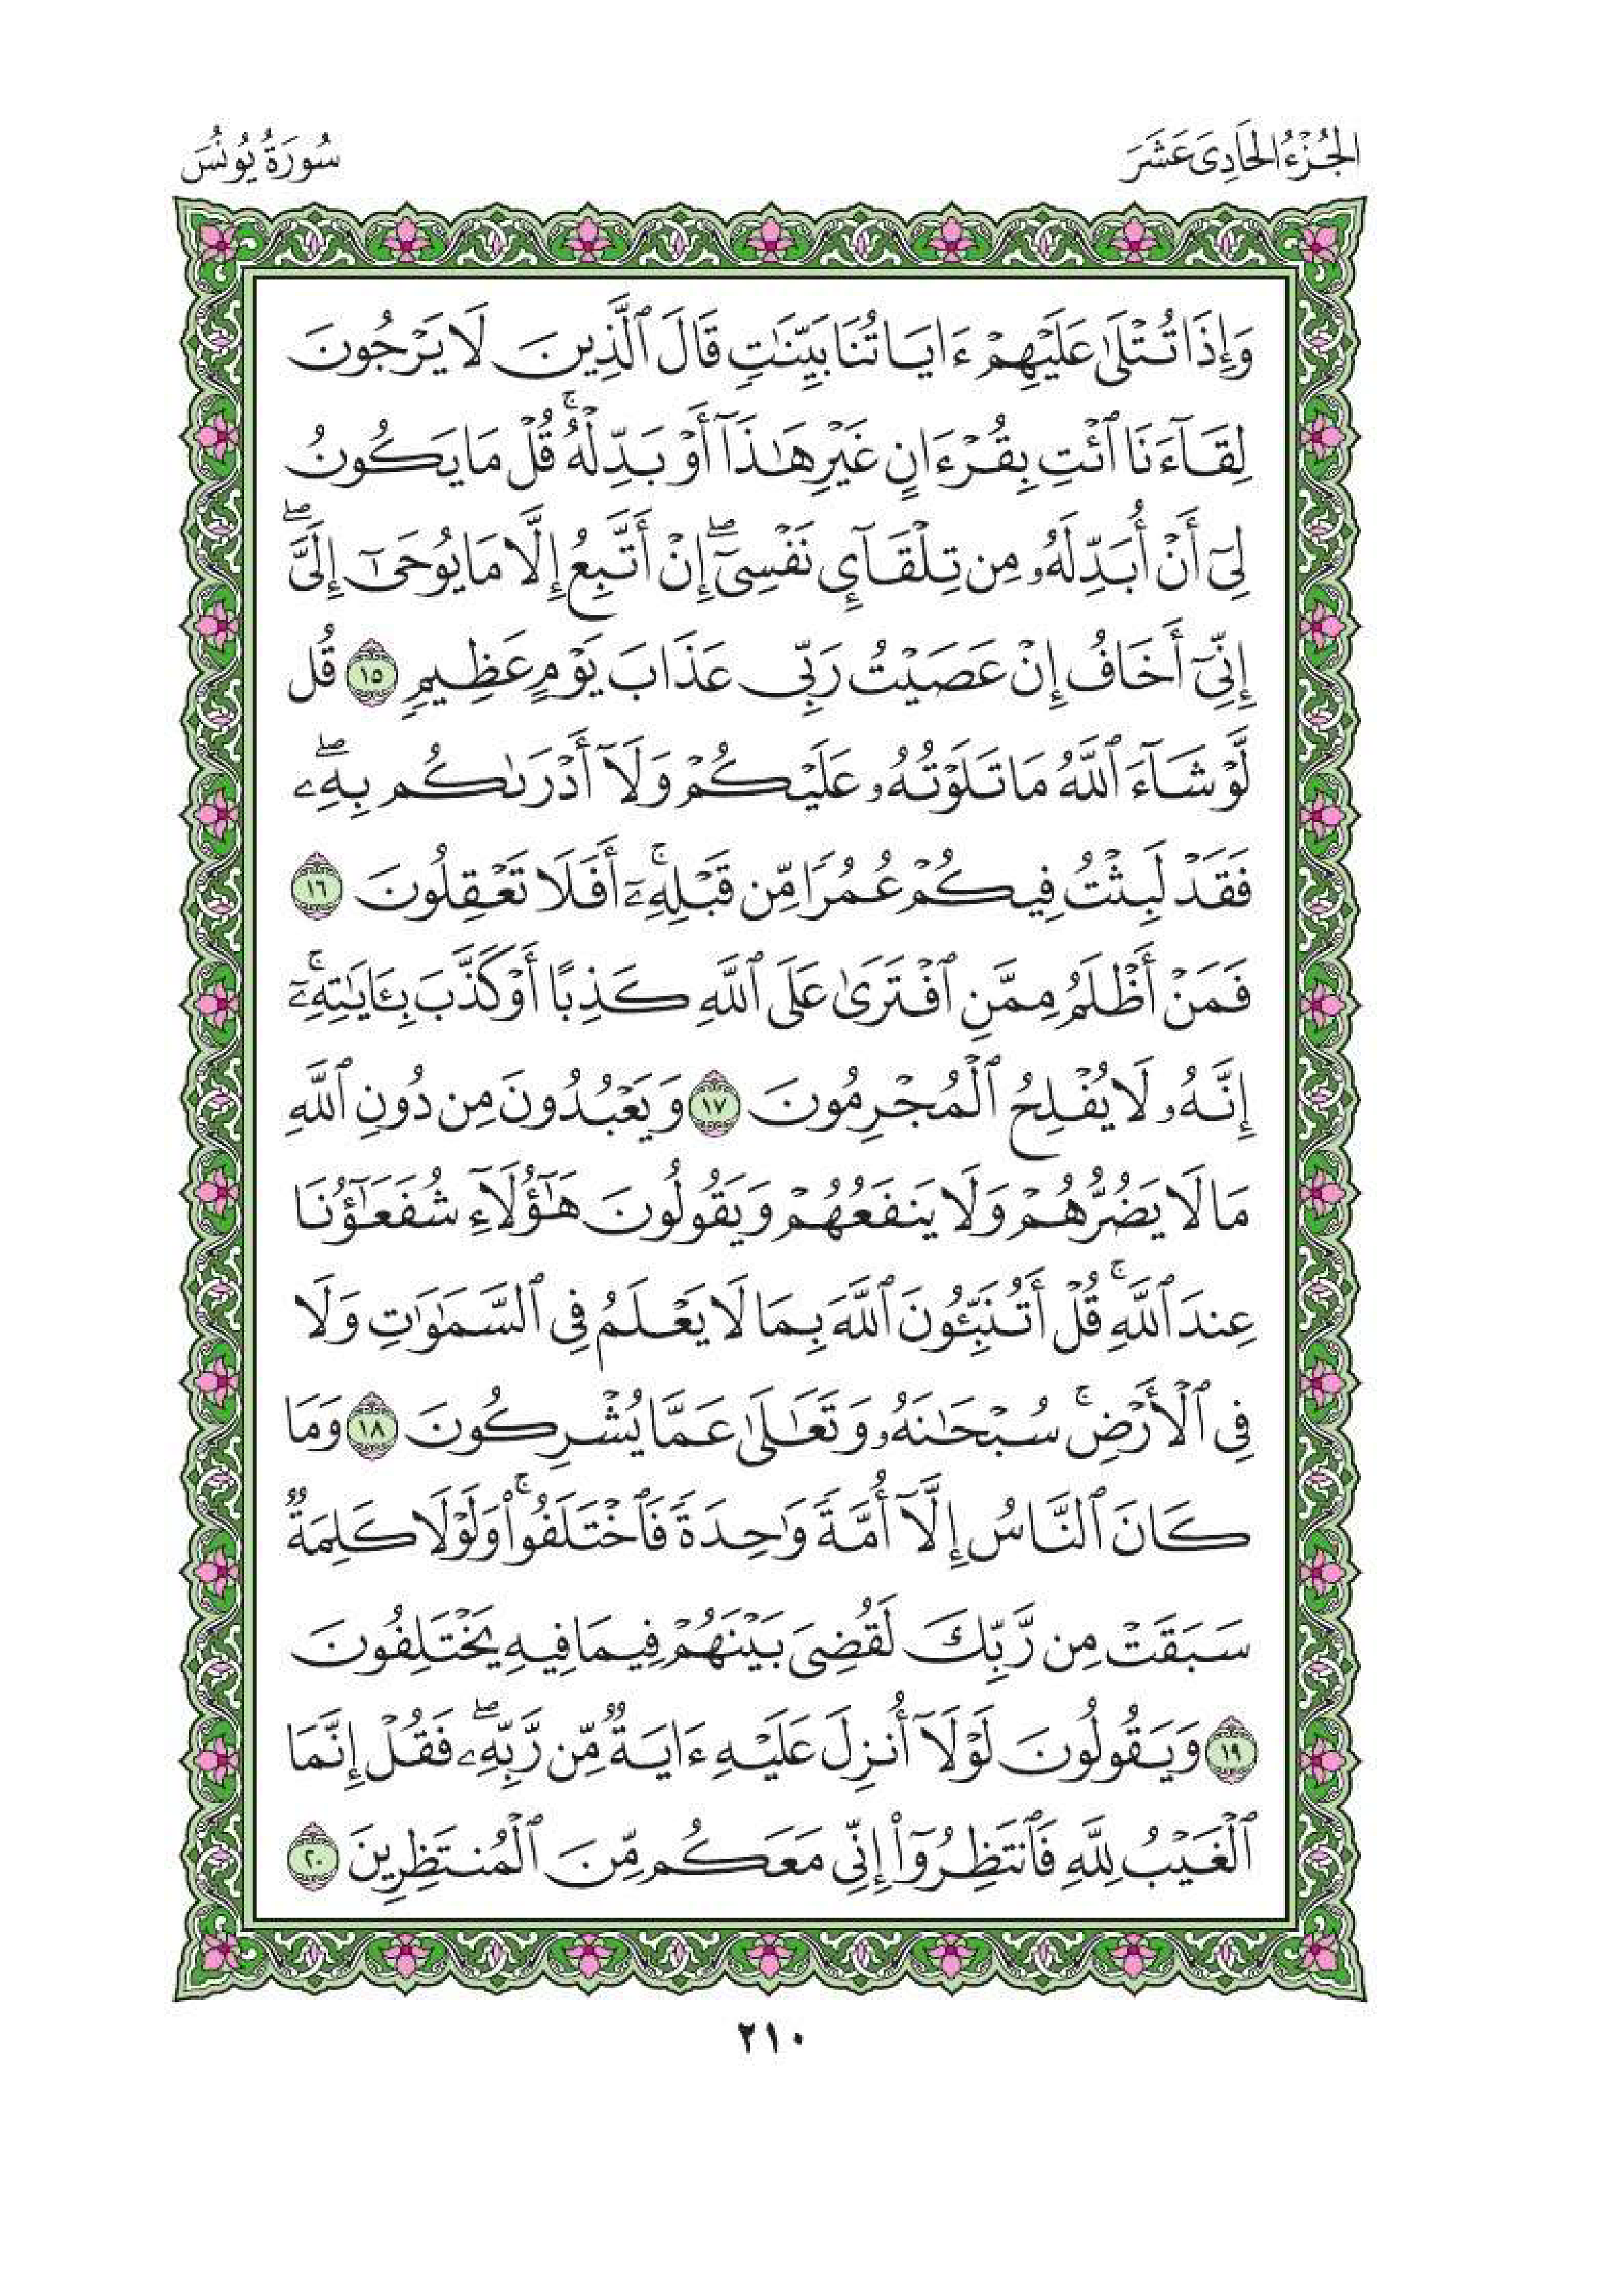 الجُزْءُ الحَادِىَ عَشَرَ
سُورَةُ يُونُسَ
وَإِذَا تُتْلَىٰ عَلَيْهِمْ ءَايَاتُنَا بَيِّنَٰتٍ قَالَ ٱلَّذِينَ لَا يَرْجُونَ
لِقَآءَنَا ٱئْتِ بِقُرْءَانٍ غَيْرِ هَٰذَآ أَوْ بَدِّلْهُ ۚ قُلْ مَا يَكُونُ
لِىٓ أَنْ أُبَدِّلَهُۥ مِن تِلْقَآئِ نَفْسِىٓ ۖ إِنْ أَتَّبِعُ إِلَّا مَا يُوحَىٰٓ إِلَىَّ ۖ
إِنِّىٓ أَخَافُ إِنْ عَصَيْتُ رَبِّى عَذَابَ يَوْمٍ عَظِيمٍ ١٥ قُل
لَّوْ شَآءَ ٱللَّهُ مَا تَلَوْتُهُۥ عَلَيْكُمْ وَلَآ أَدْرَىٰكُم بِهِۦ ۖ
فَقَدْ لَبِثْتُ فِيكُمْ عُمُرًا مِّن قَبْلِهِۦٓ ۚ أَفَلَا تَعْقِلُونَ ١٦
فَمَنْ أَظْلَمُ مِمَّنِ ٱفْتَرَىٰ عَلَى ٱللَّهِ كَذِبًا أَوْ كَذَّبَ بِـَٔايَٰتِهِۦٓ ۚ
إِنَّهُۥ لَا يُفْلِحُ ٱلْمُجْرِمُونَ ١٧ وَيَعْبُدُونَ مِن دُونِ ٱللَّهِ
مَا لَا يَضُرُّهُمْ وَلَا يَنفَعُهُمْ وَيَقُولُونَ هَٰٓؤُلَآءِ شُفَعَٰٓؤُنَا
عِندَ ٱللَّهِ ۚ قُلْ أَتُنَبِّـُٔونَ ٱللَّهَ بِمَا لَا يَعْلَمُ فِى ٱلسَّمَٰوَٰتِ وَلَا
فِى ٱلْأَرْضِ ۚ سُبْحَٰنَهُۥ وَتَعَٰلَىٰ عَمَّا يُشْرِكُونَ ١٨ وَمَا
كَانَ ٱلنَّاسُ إِلَّآ أُمَّةً وَٰحِدَةً فَٱخْتَلَفُوا۟ ۚ وَلَوْلَا كَلِمَةٌ
سَبَقَتْ مِن رَّبِّكَ لَقُضِىَ بَيْنَهُمْ فِيمَا فِيهِ يَخْتَلِفُونَ
١٩ وَيَقُولُونَ لَوْلَآ أُنزِلَ عَلَيْهِ ءَايَةٌ مِّن رَّبِّهِۦ ۖ فَقُلْ إِنَّمَا
ٱلْغَيْبُ لِلَّهِ فَٱنتَظِرُوٓا۟ إِنِّى مَعَكُم مِّنَ ٱلْمُنتَظِرِينَ ٢٠
٢١٠